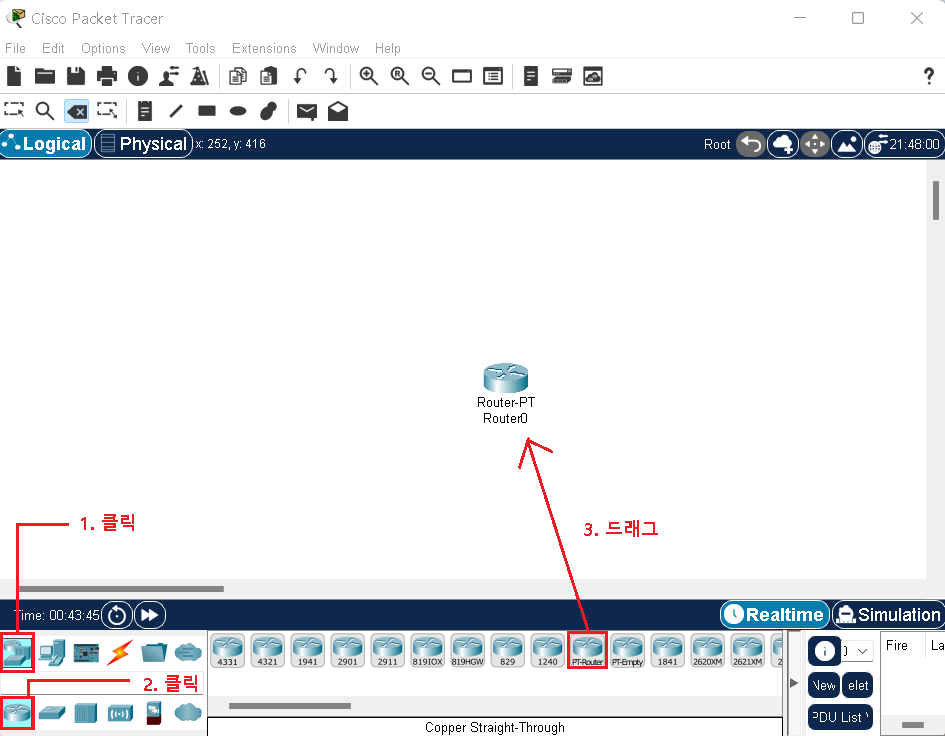 Cisco Packet Tracer
File Edit Options View Tools Extensions Window Help
Logical Physical x: 252, y: 416 Root 21:48:00
Router-PT
Router0
1. 클릭
3. 드래그
Time: 00:43:45 Realtime Simulation
4331 4321 1941 2901 2911 819IOX 819HGW 829 1240 PT-Router PT-Empty 1841 2620XM 2621XM 2
Fire La
2. 클릭
New elet
PDU List
Copper Straight-Through